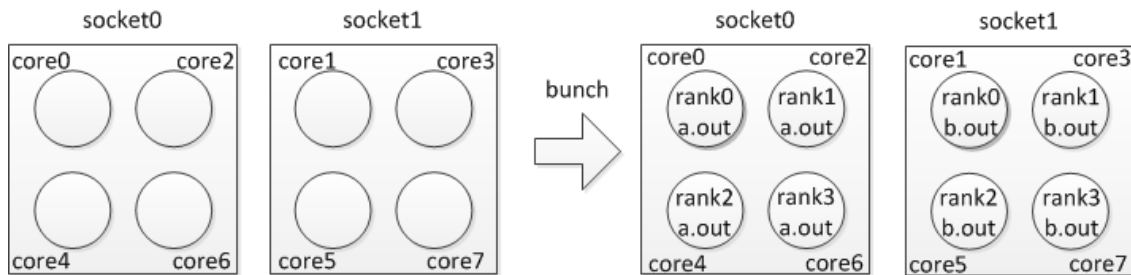 socket0
socket1
core0
core2
core1
core3
core4
core6
core5
core7
bunch
socket0
socket1
core0
core2
rank0
a.out
rank1
a.out
rank2
a.out
rank3
a.out
core4
core6
core1
core3
rank0
b.out
rank1
b.out
rank2
b.out
rank3
b.out
core5
core7